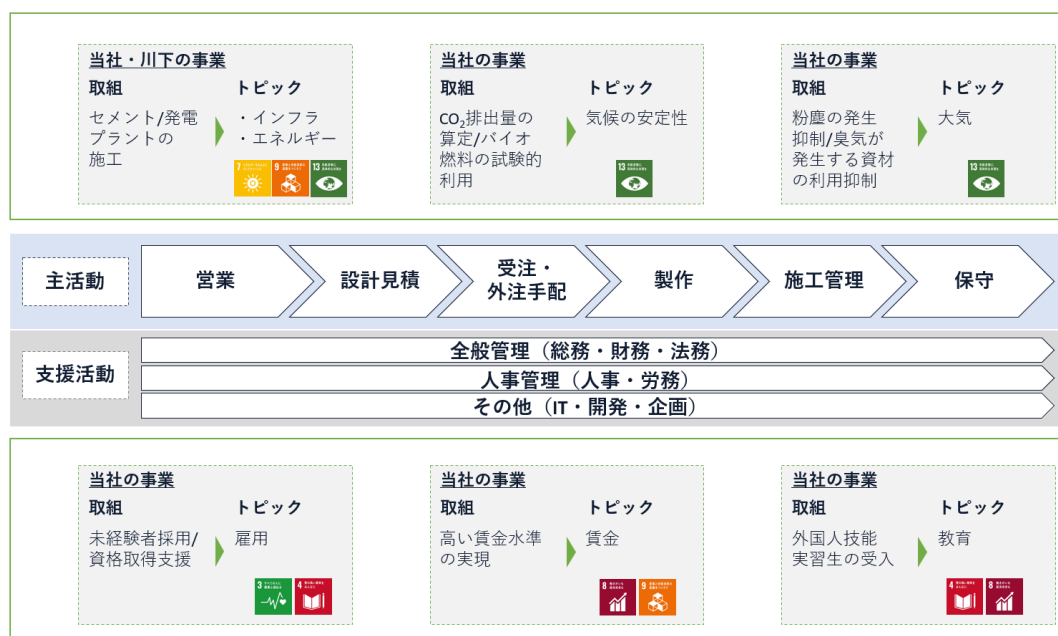 当社・川下の事業
取組
トピック
セメント/発電
プラントの
施工
・インフラ
・エネルギー
7
9
13
当社の事業
取組
トピック
CO₂排出量の
算定/バイオ
燃料の試験的
利用
気候の安定性
13
当社の事業
取組
トピック
粉塵の発生
抑制/臭気が
発生する資材
の利用抑制
大気
13
主活動
営業
設計見積
受注・
外注手配
製作
施工管理
保守
支援活動
全般管理（総務・財務・法務）
人事管理（人事・労務）
その他（IT・開発・企画）
当社の事業
取組
トピック
未経験者採用/
資格取得支援
雇用
3
4
当社の事業
取組
トピック
高い賃金水準
の実現
賃金
8
9
当社の事業
取組
トピック
外国人技能
実習生の受入
教育
4
8